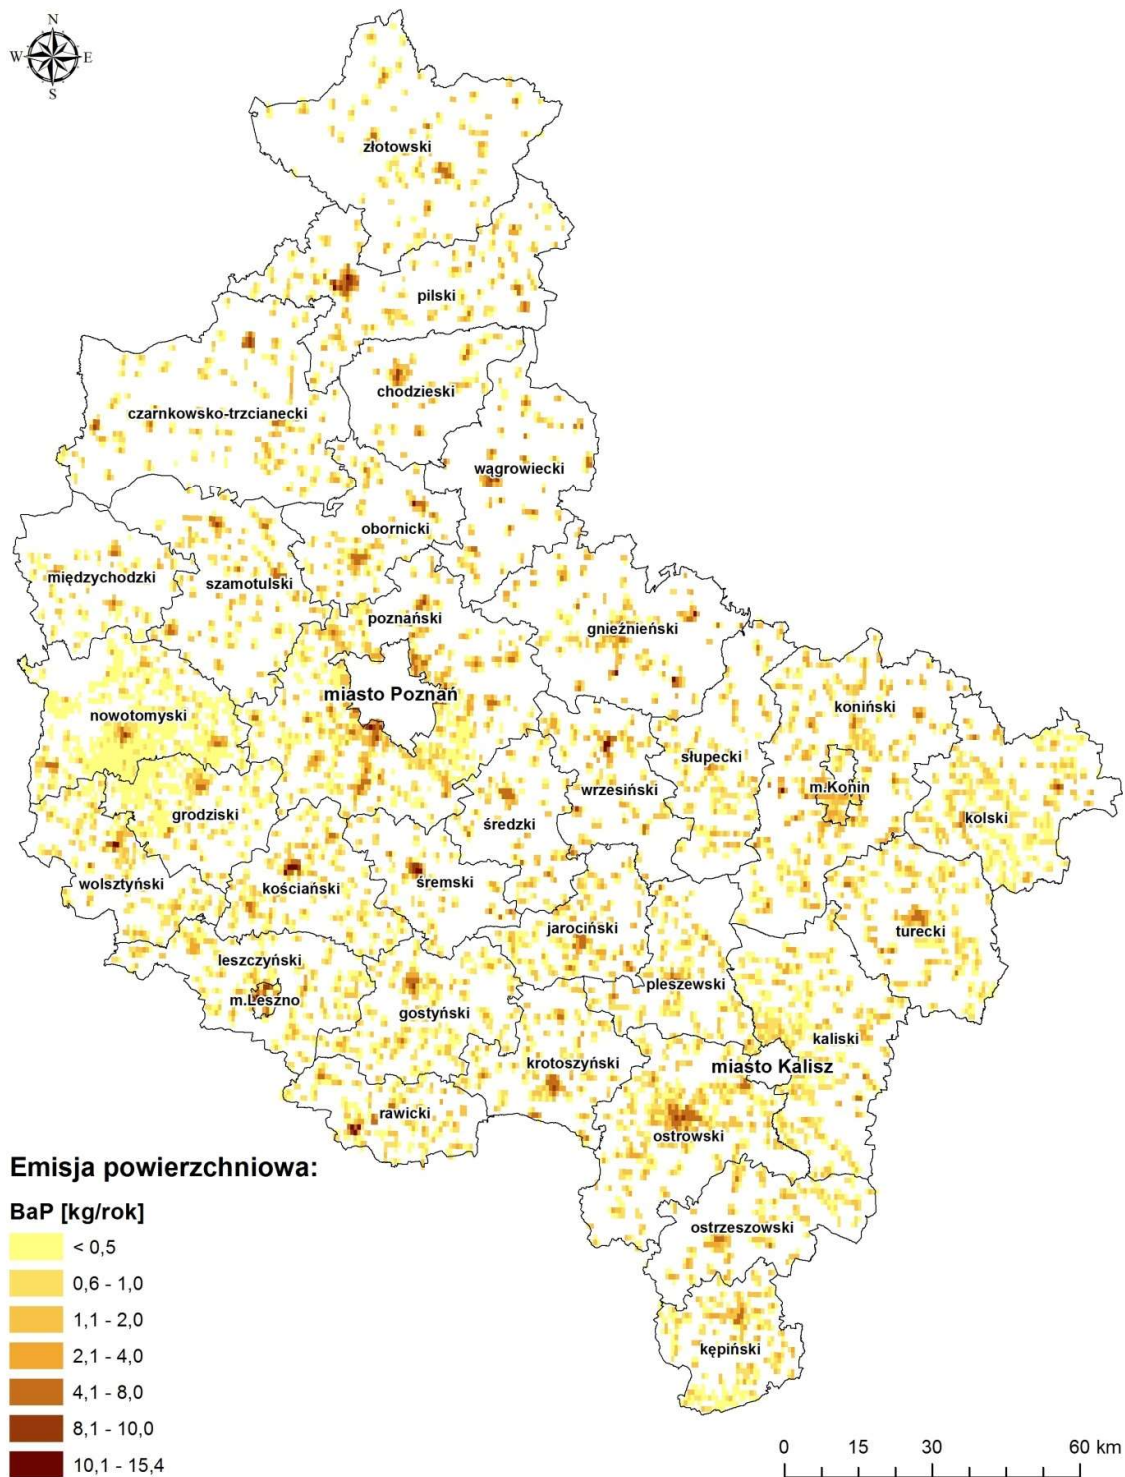 N
W E
S
złotowski
pilski
chodzieski
czarnkowsko-trzcianecki
wągrowiecki
obornicki
międzychodzki
szamotulski
poznański
gnieźnieński
miasto Poznań
nowotomyski
koniński
słupecki
m.Konin
wrzesiński
kolski
grodziski
średzki
wolsztyński
kościański
śremski
jarociński
turecki
leszczyński
m.Leszno
pleszewski
gostyński
kaliski
krotoszyński
miasto Kalisz
rawicki
ostrowski
Emisja powierzchniowa:
BaP [kg/rok]
< 0,5
0,6 - 1,0
1,1 - 2,0
2,1 - 4,0
4,1 - 8,0
8,1 - 10,0
10,1 - 15,4
ostrzeszowski
kępiński
0 15 30 60 km